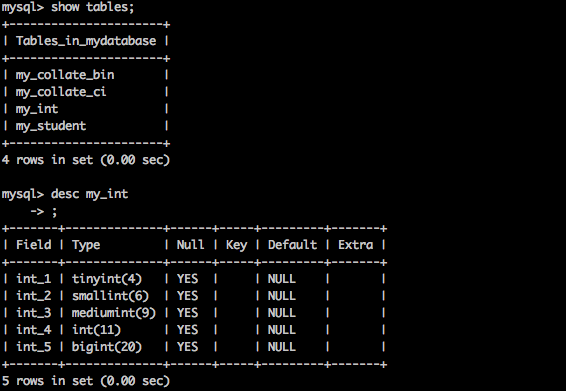 mysql> show tables;
+----------------------+
| Tables_in_mydatabase |
+----------------------+
| my_collate_bin       |
| my_collate_ci        |
| my_int               |
| my_student           |
+----------------------+
4 rows in set (0.00 sec)

mysql> desc my_int
    -> ;
+-------+--------------+------+-----+---------+-------+
| Field | Type         | Null | Key | Default | Extra |
+-------+--------------+------+-----+---------+-------+
| int_1 | tinyint(4)   | YES  |     | NULL    |       |
| int_2 | smallint(6)  | YES  |     | NULL    |       |
| int_3 | mediumint(9) | YES  |     | NULL    |       |
| int_4 | int(11)      | YES  |     | NULL    |       |
| int_5 | bigint(20)   | YES  |     | NULL    |       |
+-------+--------------+------+-----+---------+-------+
5 rows in set (0.00 sec)